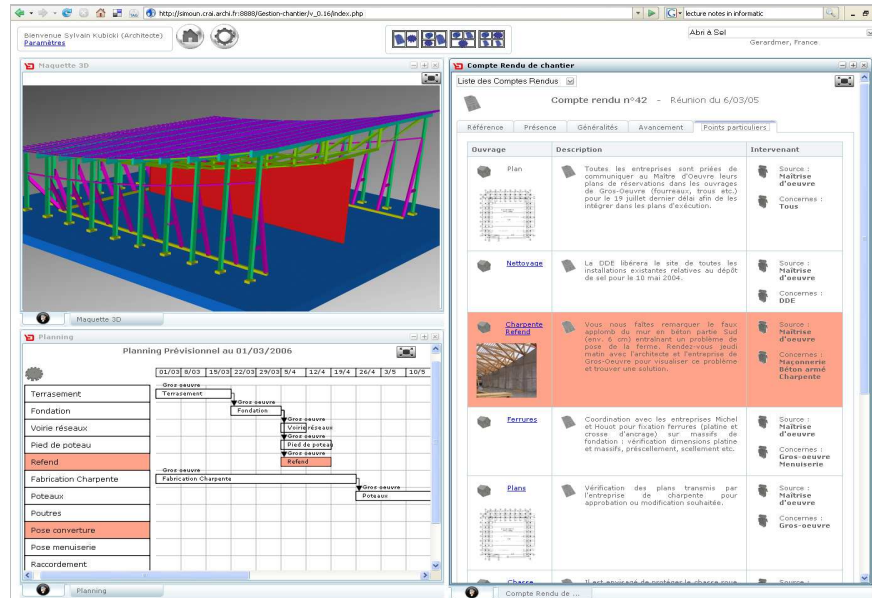 http://simoun.crai.archi.fr:8888/Gestion-chantier/v_0.16/index.php
lecture notes in informatic
Bienvenue Sylvain Kubicki (Architecte)
Paramètres
Abri à Sel
Gerardmer, France
Maquette 3D
Maquette 3D
Planning
Planning Prévisionnel au 01/03/2006
01/03 8/03 15/03 22/03 29/03 5/4 12/4 19/4 26/4 3/5 10/5
Terrassement
Gros oeuvre
Terrassement
Fondation
Gros oeuvre
Fondation
Voirie réseaux
Gros oeuvre
Voirie réseaux
Pied de poteau
Gros oeuvre
Pied de poteau
Refend
Gros oeuvre
Refend
Fabrication Charpente
Gros oeuvre
Fabrication Charpente
Poteaux
Gros oeuvre
Poteaux
Poutres
Pose converture
Pose menuiserie
Raccordement
Planning
Compte Rendu de chantier
Liste des Comptes Rendus
Compte rendu n°42 - Réunion du 6/03/05
Référence Présence Généralités Avancement Points particuliers
Ouvrage Description Intervenant
Plan
Toutes les entreprises sont priées de
communiquer au Maître d'Oeuvre leurs
plans de réservations dans les ouvrages
de Gros-Oeuvre (fourreaux, trous etc.)
pour le 19 juillet dernier délai afin de les
intégrer dans les plans d'exécution.
Source :
Maîtrise
d'oeuvre
Concernes :
Tous
Nettoyage
La DDE libérera le site de toutes les
installations existantes relatives au dépôt
de sel pour le 10 mai 2004.
Source :
Maîtrise
d'oeuvre
Concernes :
DDE
Charpente
Refend
Vous nous faîtes remarquer le faux
applomb du mur en béton partie Sud
(env. 6 cm) entraînant un problème de
pose de la ferme. Rendez-vous jeudi
matin avec l'architecte et l'entreprise de
Gros-Oeuvre pour visualiser ce problème
et trouver une solution.
Source :
Maîtrise
d'oeuvre
Concernes :
Maçonnerie
Béton armé
Charpente
Ferrures
Coordination avec les entreprises Michel
et Houot pour fixation ferrures (platine et
crosse d'ancrage) sur massifs de
fondation : vérification dimensions platine
et massifs, préscellement, scellement etc.
Source :
Maîtrise
d'oeuvre
Concernes :
Gros-oeuvre
Menuiserie
Plans
Vérification des plans transmis par
l'entreprise de charpente pour
approbation ou modification souhaitée.
Source :
Maîtrise
d'oeuvre
Concernes :
Gros-oeuvre
Chasse
Il est envisagé de protéger le chasse roue
Source :
Compte Rendu de ...